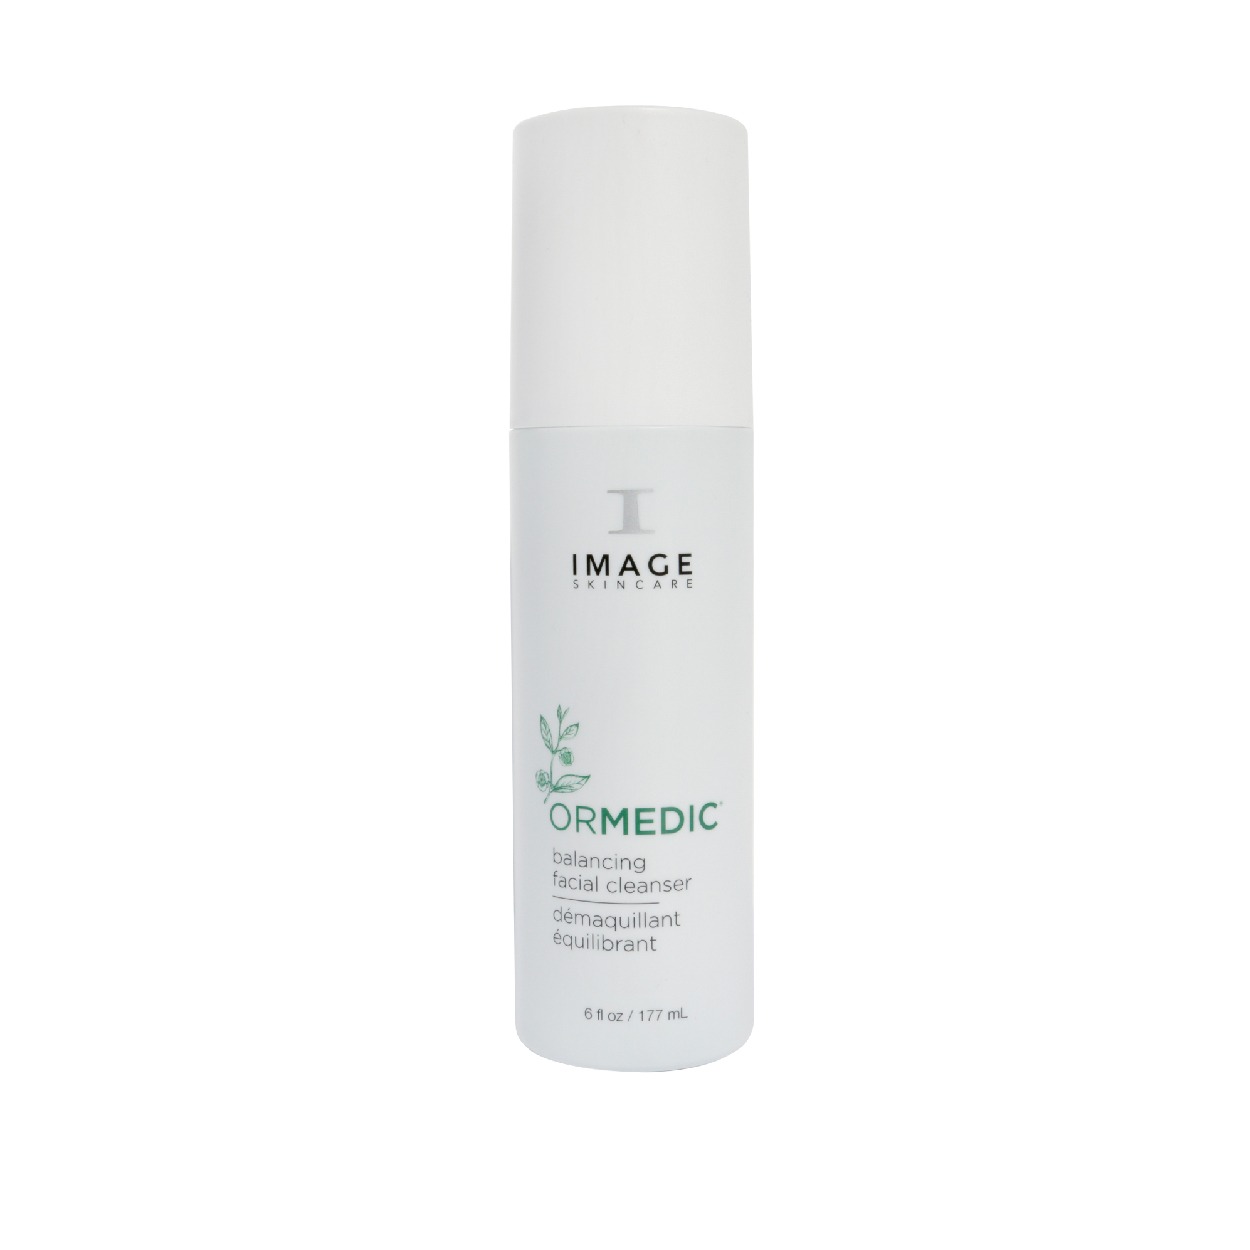 I
IMAGE
SKINCARE
ORMEDIC®
balancing
facial cleanser
démaquillant
équilibrant
6 fl oz / 177 mL